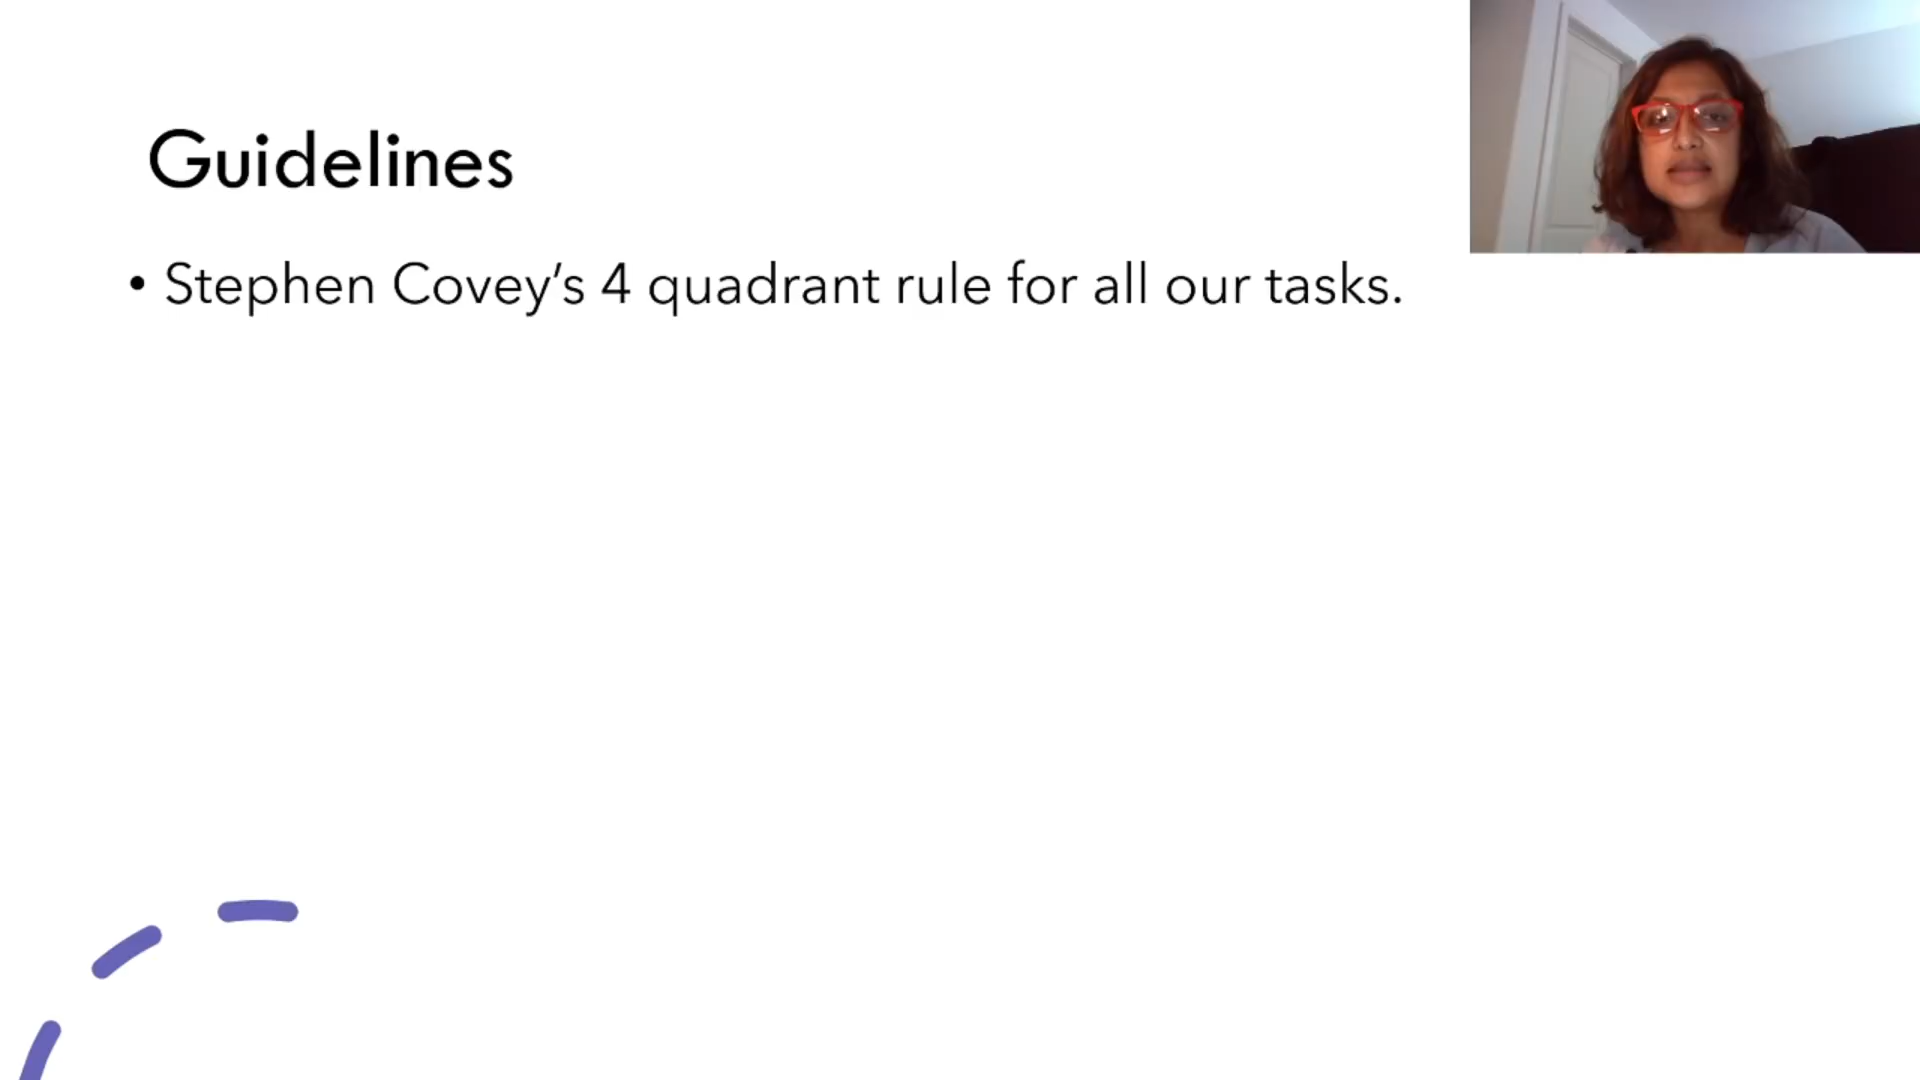 Guidelines
• Stephen Covey’s 4 quadrant rule for all our tasks.